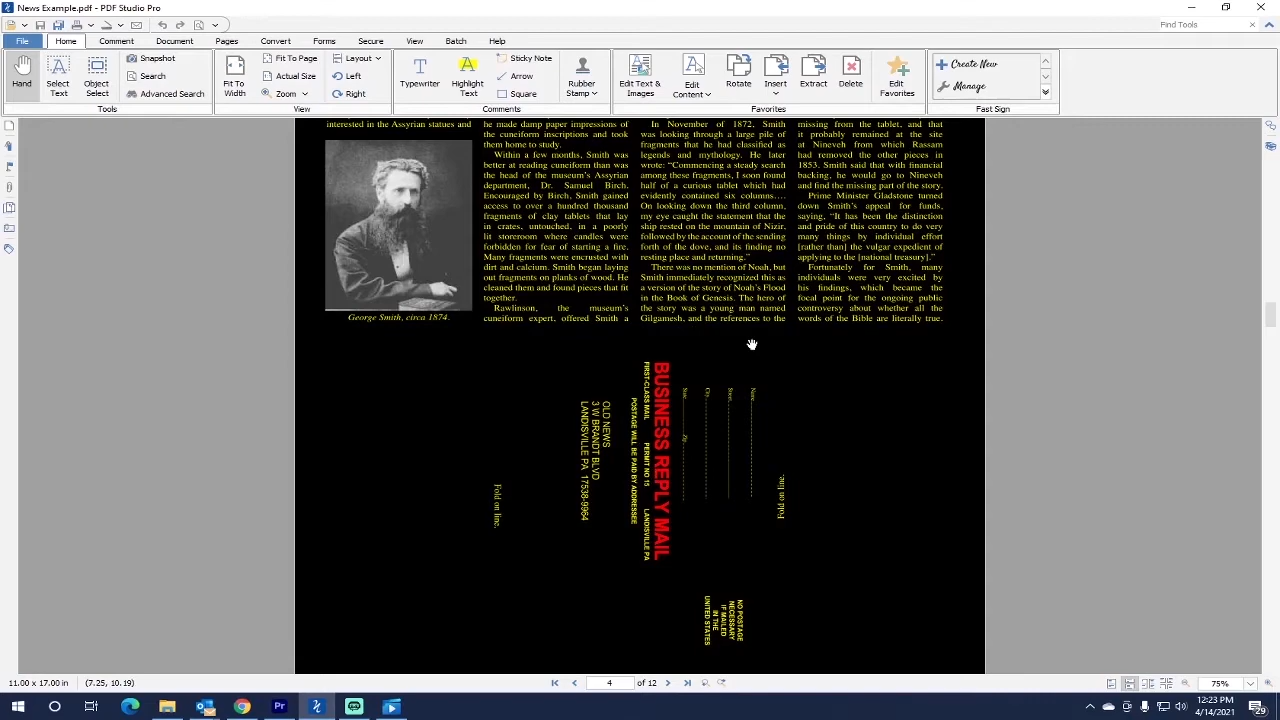 News Example.pdf - PDF Studio Pro
Find Tools
File
Home
Comment
Document
Pages
Convert
Forms
Secure
View
Batch
Help
Hand
Select Text
Object Select
Snapshot
Search
Advanced Search
Tools
Fit To Width
Fit To Page
Actual Size
Zoom
Layout
Left
Right
View
Typewriter
Highlight Text
Sticky Note
Arrow
Square
Comments
Rubber Stamp
Edit Text & Images
Edit Content
Rotate
Insert
Extract
Delete
Edit Favorites
Favorites
Create New
Manage
Fast Sign
interested in the Assyrian statues and
George Smith, circa 1874.
he made damp paper impressions of
the cuneiform inscriptions and took
them home to study.
Within a few months, Smith was
better at reading cuneiform than was
the head of the museum's Assyrian
department, Dr. Samuel Birch.
Encouraged by Birch, Smith gained
access to over a hundred thousand
fragments of clay tablets that lay
in crates, untouched, in a poorly
lit storeroom where candles were
forbidden for fear of starting a fire.
Many fragments were encrusted with
dirt and calcium. Smith began laying
out fragments on planks of wood. He
cleaned them and found pieces that fit
together.
Rawlinson, the museum's
cuneiform expert, offered Smith a
In November of 1872, Smith
was looking through a large pile of
fragments that he had classified as
legends and mythology. He later
wrote: “Commencing a steady search
among these fragments, I soon found
half of a curious tablet which had
evidently contained six columns,…
On looking down the third column,
my eye caught the statement that the
ship rested on the mountain of Nizir,
followed by the account of the sending
forth of the dove, and its finding no
resting place and returning.”
There was no mention of Noah, but
Smith immediately recognized this as
a version of the story of Noah's Flood
in the Book of Genesis. The hero of
the story was a young man named
Gilgamesh, and the references to the
missing from the tablet, and that
it probably remained at the site
at Nineveh from which Rassam
had removed the other pieces in
1853. Smith said that with financial
backing, he would go to Nineveh
and find the missing part of the story.
Prime Minister Gladstone turned
down Smith's appeal for funds,
saying, “It has been the distinction
and pride of this country to do very
many things by individual effort
[rather than] the vulgar expedient of
applying to the [national treasury].”
Fortunately for Smith, many
individuals were very excited by
his findings, which became the
focal point for the ongoing public
controversy about whether all the
words of the Bible are literally true.
Fold on line.
Name
Street
City
State Zip
BUSINESS REPLY MAIL
FIRST-CLASS MAIL PERMIT NO 15 LANDISVILLE PA
POSTAGE WILL BE PAID BY ADDRESSEE
OLD NEWS
3 W BRANDT BLVD
LANDISVILLE PA 17538-9964
Fold on line.
NO POSTAGE
NECESSARY
IF MAILED
IN THE
UNITED STATES
11.00 x 17.00 in
(7.25, 10.19)
4
of 12
75%
12:23 PM
4/14/2021